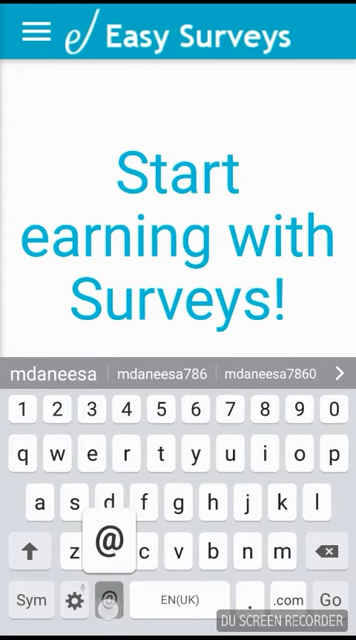 Easy Surveys
Start
earning with
Surveys!
mdaneesa mdaneesa786 mdaneesa7860 >
1 2 3 4 5 6 7 8 9 0
q w e r t y u i o p
a s d f g h j k l
@
z c v b n m
Sym @ EN(UK) . .com Go
DU SCREEN RECORDER